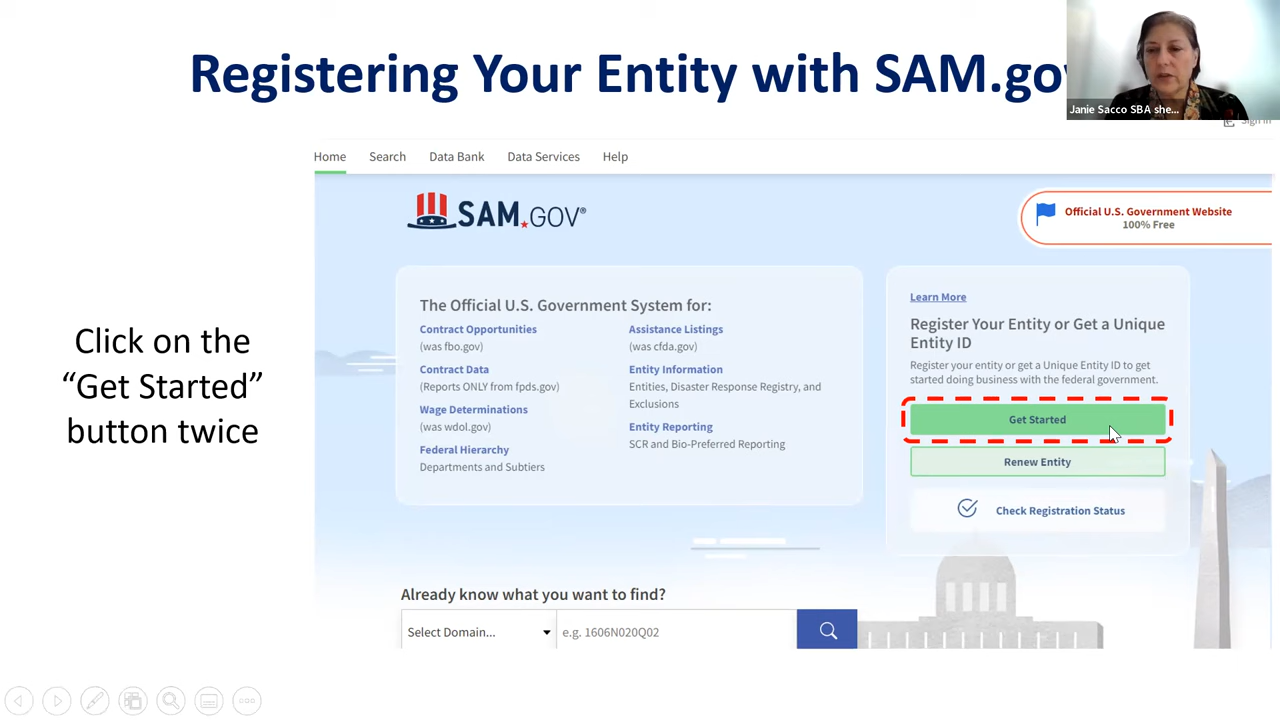 Registering Your Entity with SAM.gov
Janie Sacco SBA she...
Sign In
Home Search Data Bank Data Services Help
SAM.GOV®
Official U.S. Government Website
100% Free
Click on the
“Get Started”
button twice
The Official U.S. Government System for:
Contract Opportunities
(was fbo.gov)
Contract Data
(Reports ONLY from fpds.gov)
Wage Determinations
(was wdol.gov)
Federal Hierarchy
Departments and Subtiers
Assistance Listings
(was cfda.gov)
Entity Information
Entities, Disaster Response Registry, and
Exclusions
Entity Reporting
SCR and Bio-Preferred Reporting
Learn More
Register Your Entity or Get a Unique
Entity ID
Register your entity or get a Unique Entity ID to get
started doing business with the federal government.
Get Started
Renew Entity
Check Registration Status
Already know what you want to find?
Select Domain...
e.g. 1606N020Q02